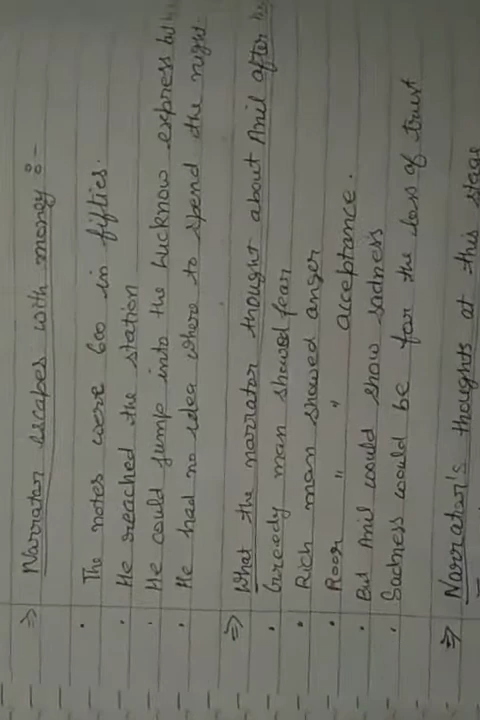 ⇒ Narrator escapes with money :-
• The notes were 600 in fifties.
• He reached the station
• He could jump into the Lucknow express
• He had no idea where to spend the night.
⇒ What the narrator thought about Anil after
• Greedy man showed fear
• Rich man showed anger
• Poor " " acceptance.
• But Anil would show sadness
• Sadness would be for the loss of trust
⇒ Narrator's thoughts at this stage